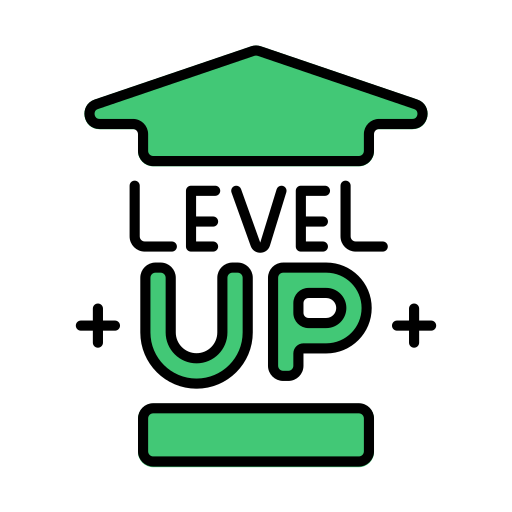 LEVEL
+ UP +